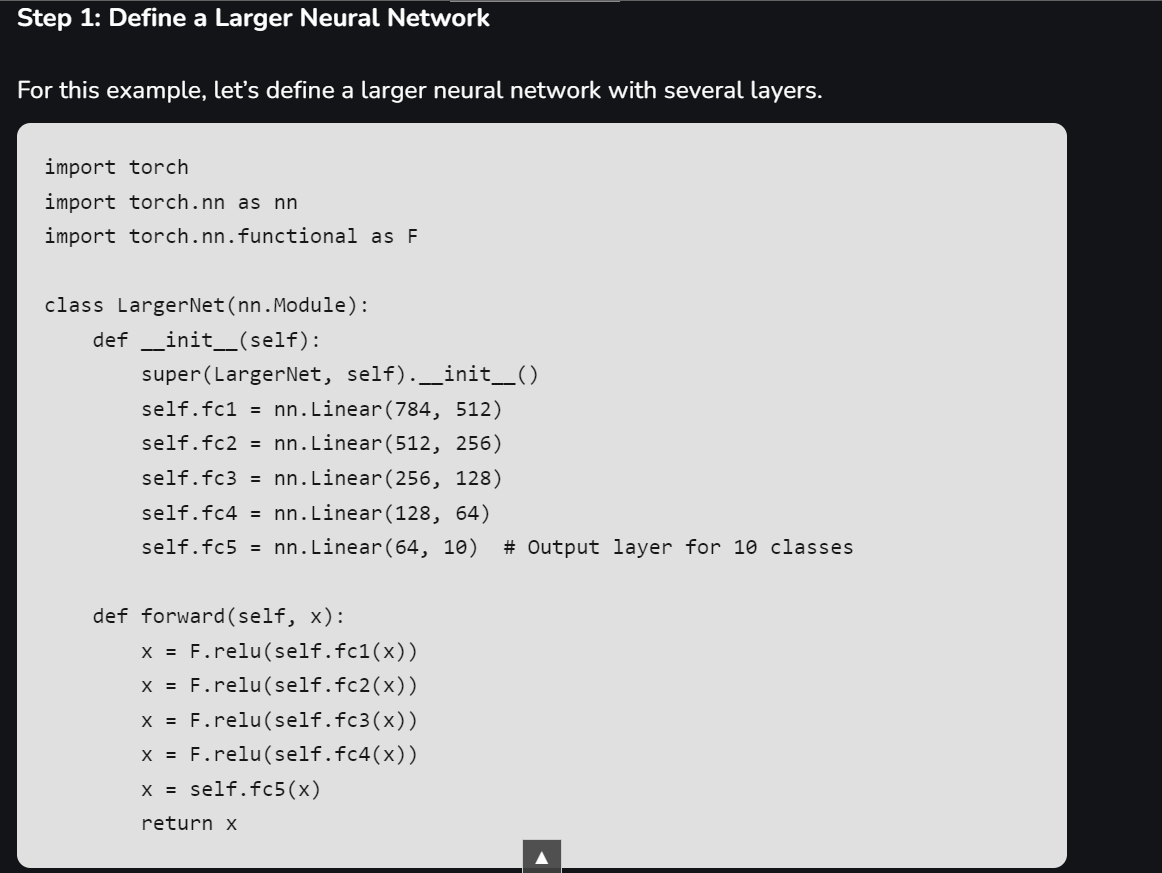 Step 1: Define a Larger Neural Network
For this example, let’s define a larger neural network with several layers.
import torch
import torch.nn as nn
import torch.nn.functional as F
class LargerNet(nn.Module):
    def __init__(self):
        super(LargerNet, self).__init__()
        self.fc1 = nn.Linear(784, 512)
        self.fc2 = nn.Linear(512, 256)
        self.fc3 = nn.Linear(256, 128)
        self.fc4 = nn.Linear(128, 64)
        self.fc5 = nn.Linear(64, 10)  # Output layer for 10 classes
    def forward(self, x):
        x = F.relu(self.fc1(x))
        x = F.relu(self.fc2(x))
        x = F.relu(self.fc3(x))
        x = F.relu(self.fc4(x))
        x = self.fc5(x)
        return x